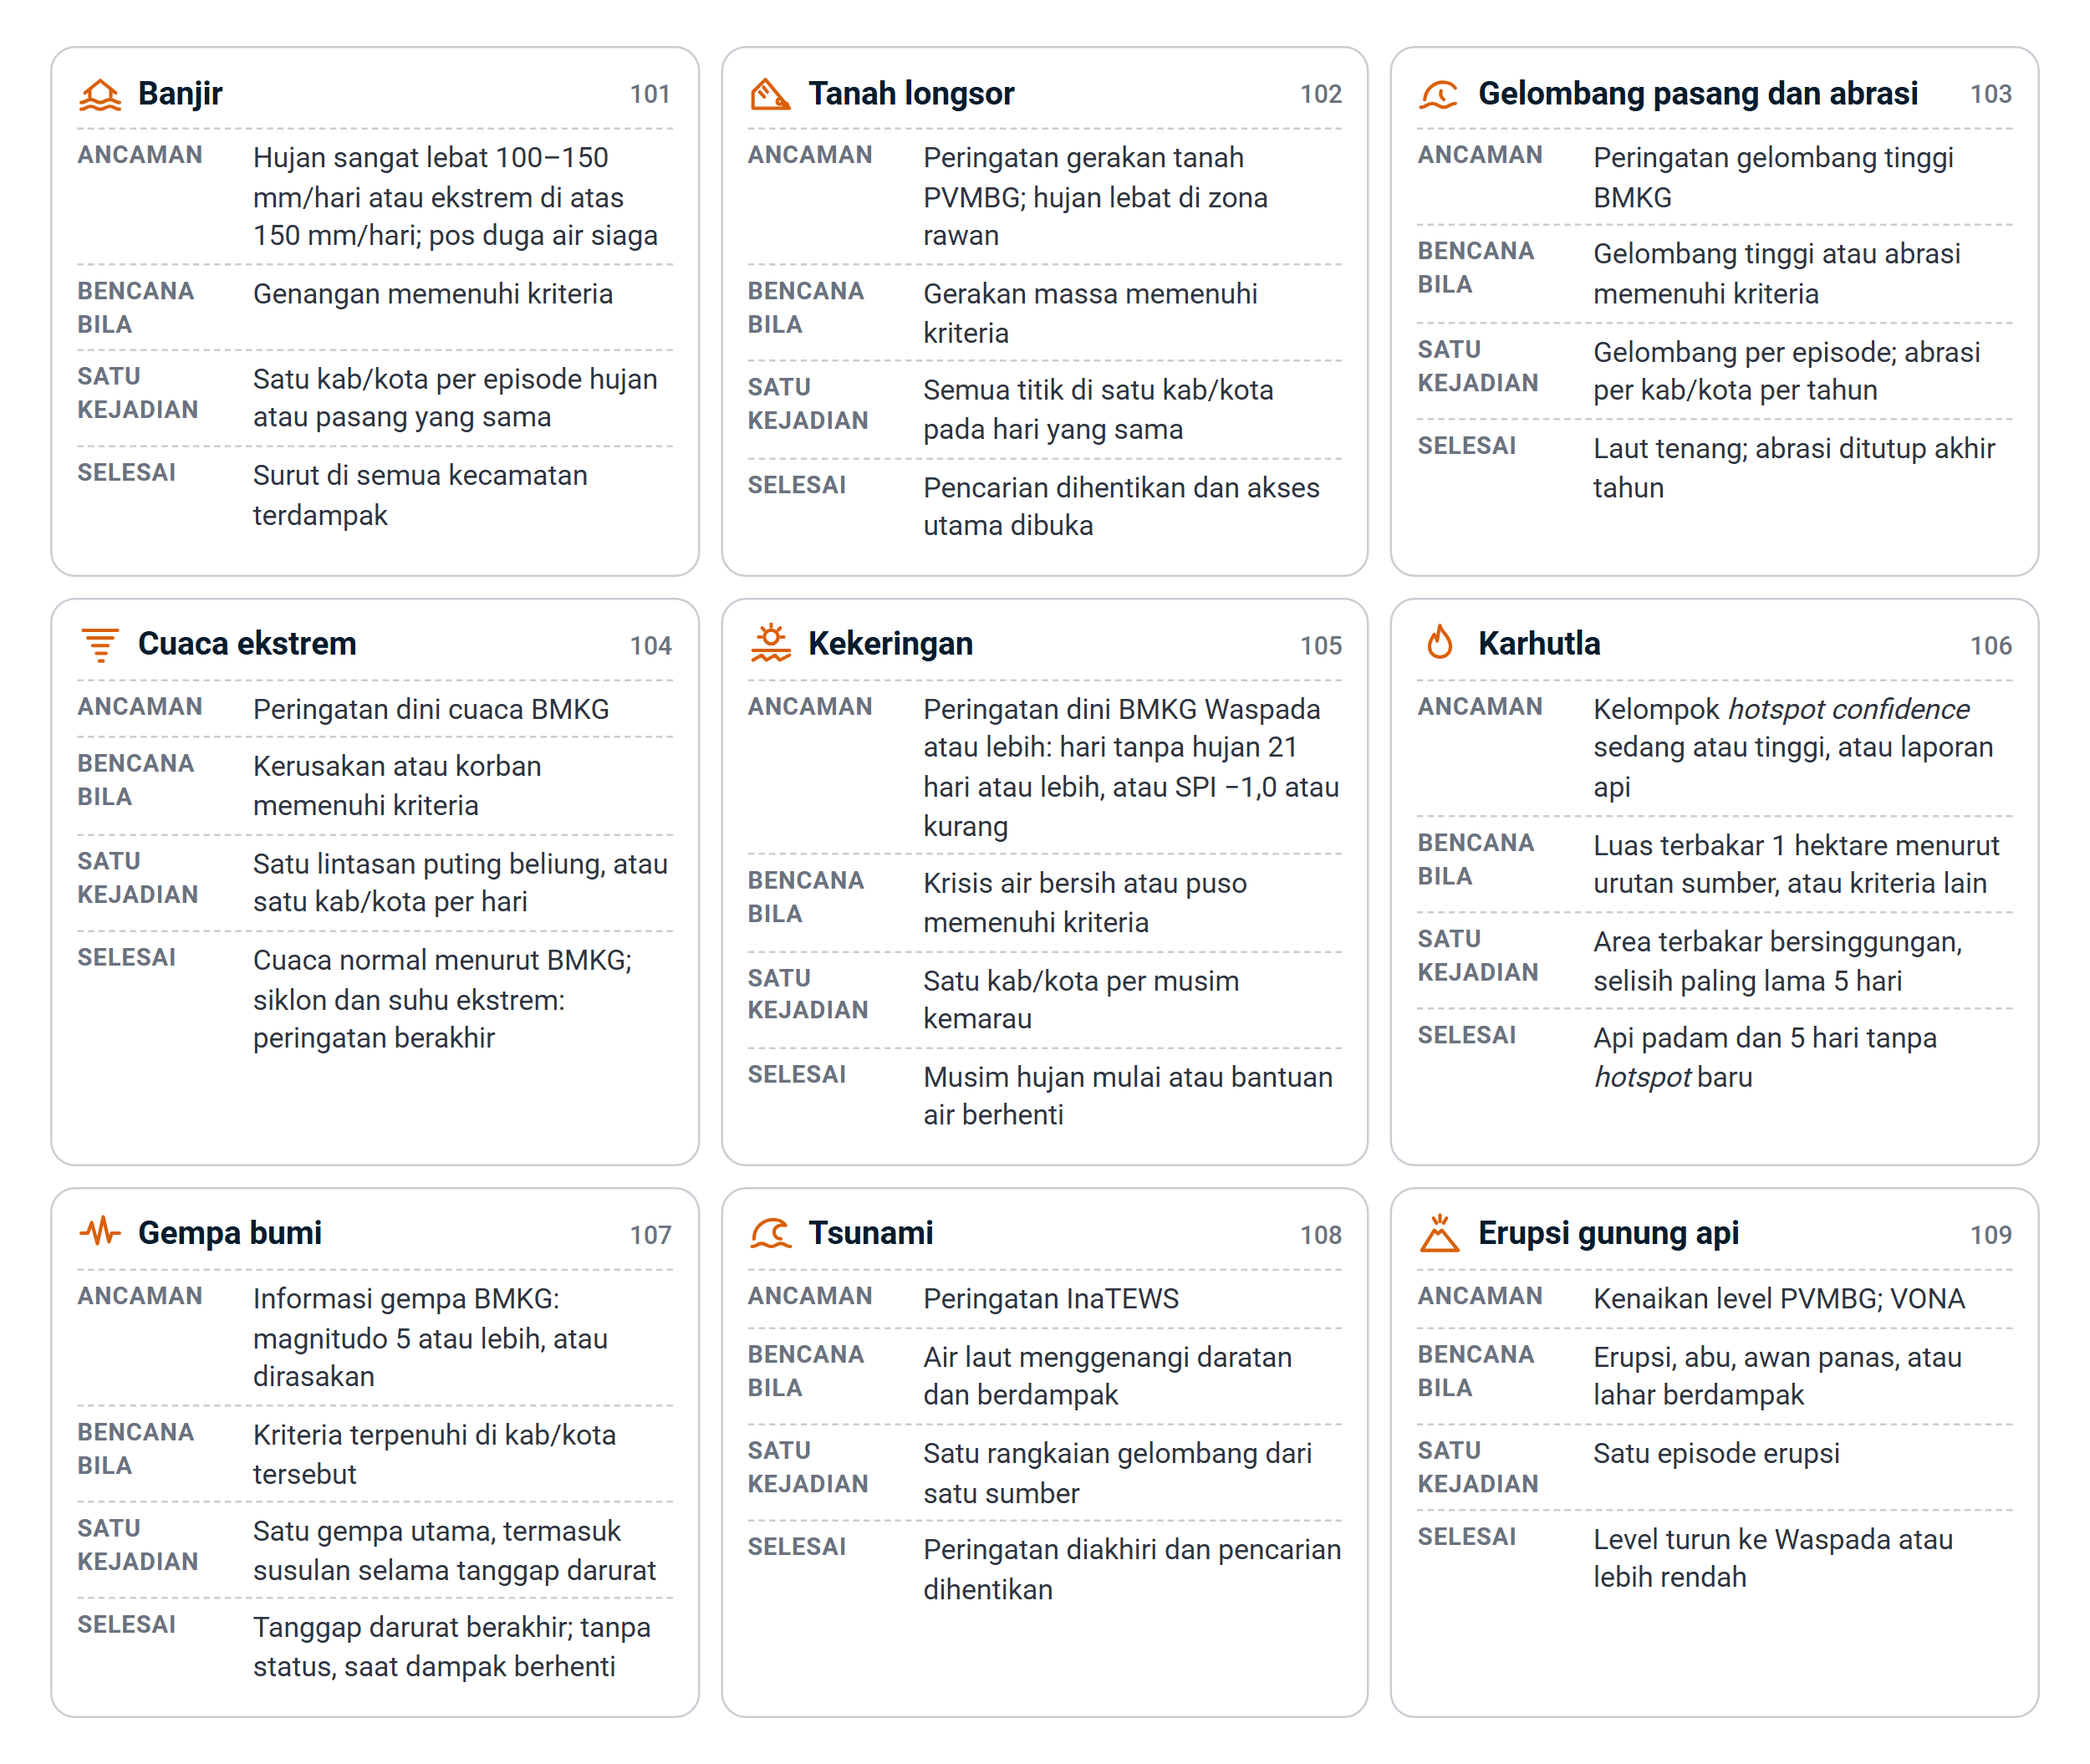 Banjir 101
ANCAMAN
Hujan sangat lebat 100–150
mm/hari atau ekstrem di atas
150 mm/hari; pos duga air siaga
BENCANA
BILA
Genangan memenuhi kriteria
SATU
KEJADIAN
Satu kab/kota per episode hujan
atau pasang yang sama
SELESAI
Surut di semua kecamatan
terdampak
Tanah longsor 102
ANCAMAN
Peringatan gerakan tanah
PVMBG; hujan lebat di zona
rawan
BENCANA
BILA
Gerakan massa memenuhi
kriteria
SATU
KEJADIAN
Semua titik di satu kab/kota
pada hari yang sama
SELESAI
Pencarian dihentikan dan akses
utama dibuka
Gelombang pasang dan abrasi 103
ANCAMAN
Peringatan gelombang tinggi
BMKG
BENCANA
BILA
Gelombang tinggi atau abrasi
memenuhi kriteria
SATU
KEJADIAN
Gelombang per episode; abrasi
per kab/kota per tahun
SELESAI
Laut tenang; abrasi ditutup akhir
tahun
Cuaca ekstrem 104
ANCAMAN
Peringatan dini cuaca BMKG
BENCANA
BILA
Kerusakan atau korban
memenuhi kriteria
SATU
KEJADIAN
Satu lintasan puting beliung, atau
satu kab/kota per hari
SELESAI
Cuaca normal menurut BMKG;
siklon dan suhu ekstrem:
peringatan berakhir
Kekeringan 105
ANCAMAN
Peringatan dini BMKG Waspada
atau lebih: hari tanpa hujan 21
hari atau lebih, atau SPI −1,0 atau
kurang
BENCANA
BILA
Krisis air bersih atau puso
memenuhi kriteria
SATU
KEJADIAN
Satu kab/kota per musim
kemarau
SELESAI
Musim hujan mulai atau bantuan
air berhenti
Karhutla 106
ANCAMAN
Kelompok hotspot confidence
sedang atau tinggi, atau laporan
api
BENCANA
BILA
Luas terbakar 1 hektare menurut
urutan sumber, atau kriteria lain
SATU
KEJADIAN
Area terbakar bersinggungan,
selisih paling lama 5 hari
SELESAI
Api padam dan 5 hari tanpa
hotspot baru
Gempa bumi 107
ANCAMAN
Informasi gempa BMKG:
magnitudo 5 atau lebih, atau
dirasakan
BENCANA
BILA
Kriteria terpenuhi di kab/kota
tersebut
SATU
KEJADIAN
Satu gempa utama, termasuk
susulan selama tanggap darurat
SELESAI
Tanggap darurat berakhir; tanpa
status, saat dampak berhenti
Tsunami 108
ANCAMAN
Peringatan InaTEWS
BENCANA
BILA
Air laut menggenangi daratan
dan berdampak
SATU
KEJADIAN
Satu rangkaian gelombang dari
satu sumber
SELESAI
Peringatan diakhiri dan pencarian
dihentikan
Erupsi gunung api 109
ANCAMAN
Kenaikan level PVMBG; VONA
BENCANA
BILA
Erupsi, abu, awan panas, atau
lahar berdampak
SATU
KEJADIAN
Satu episode erupsi
SELESAI
Level turun ke Waspada atau
lebih rendah